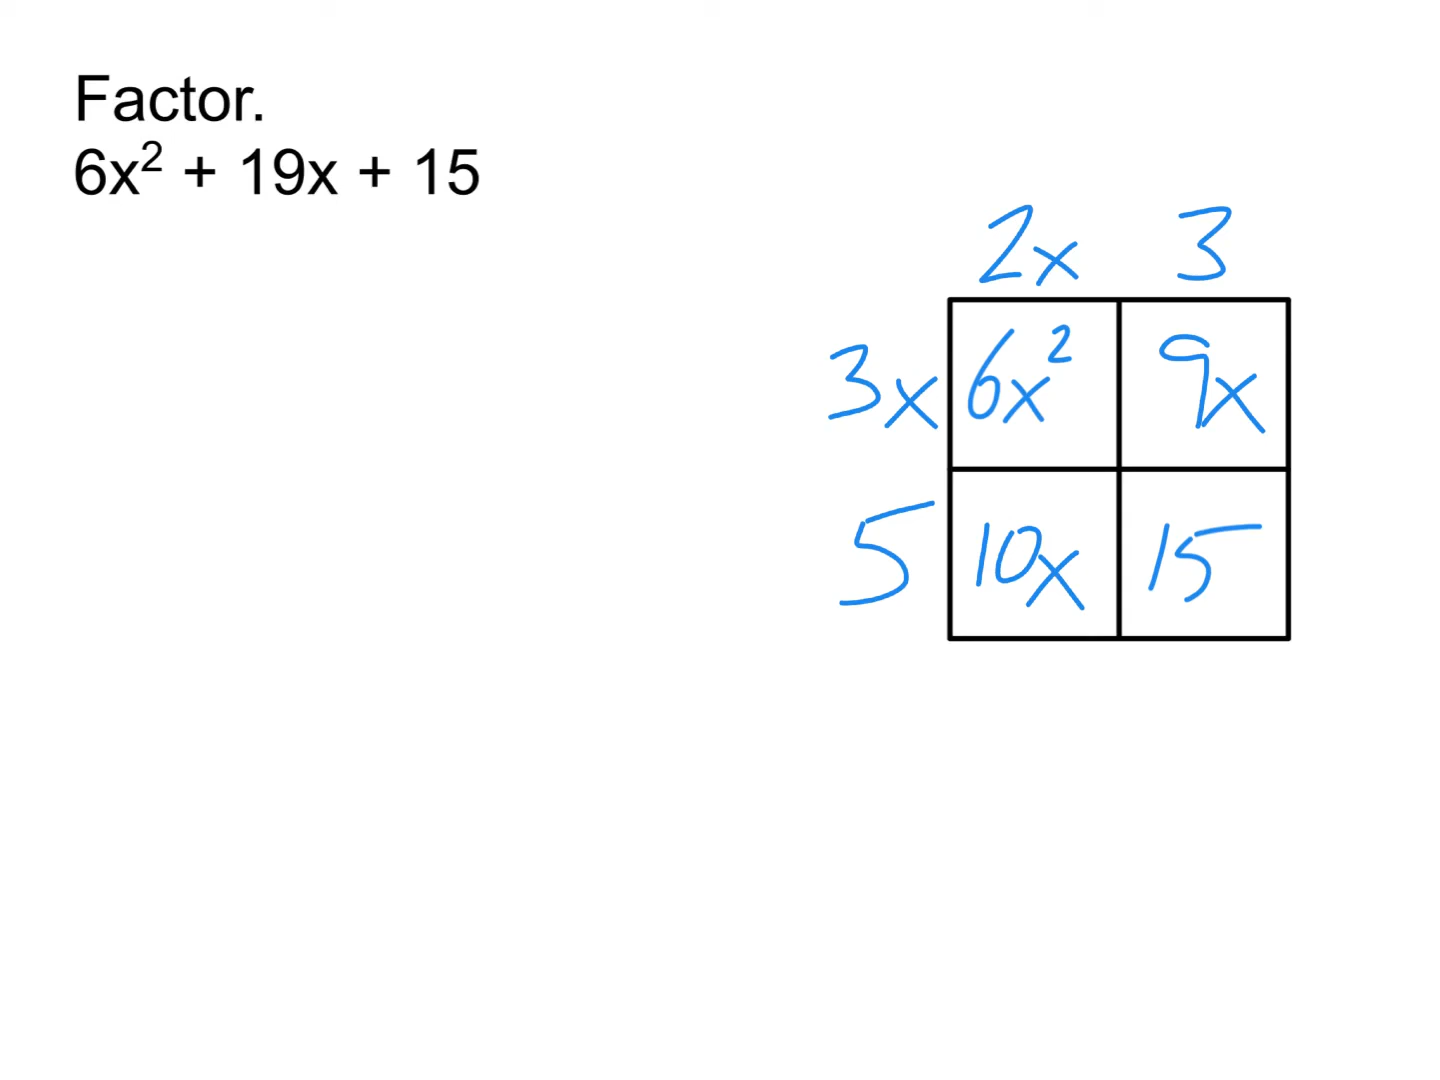 Factor.
6x² + 19x + 15
2x 3
3x 6x² 9x
5 10x 15